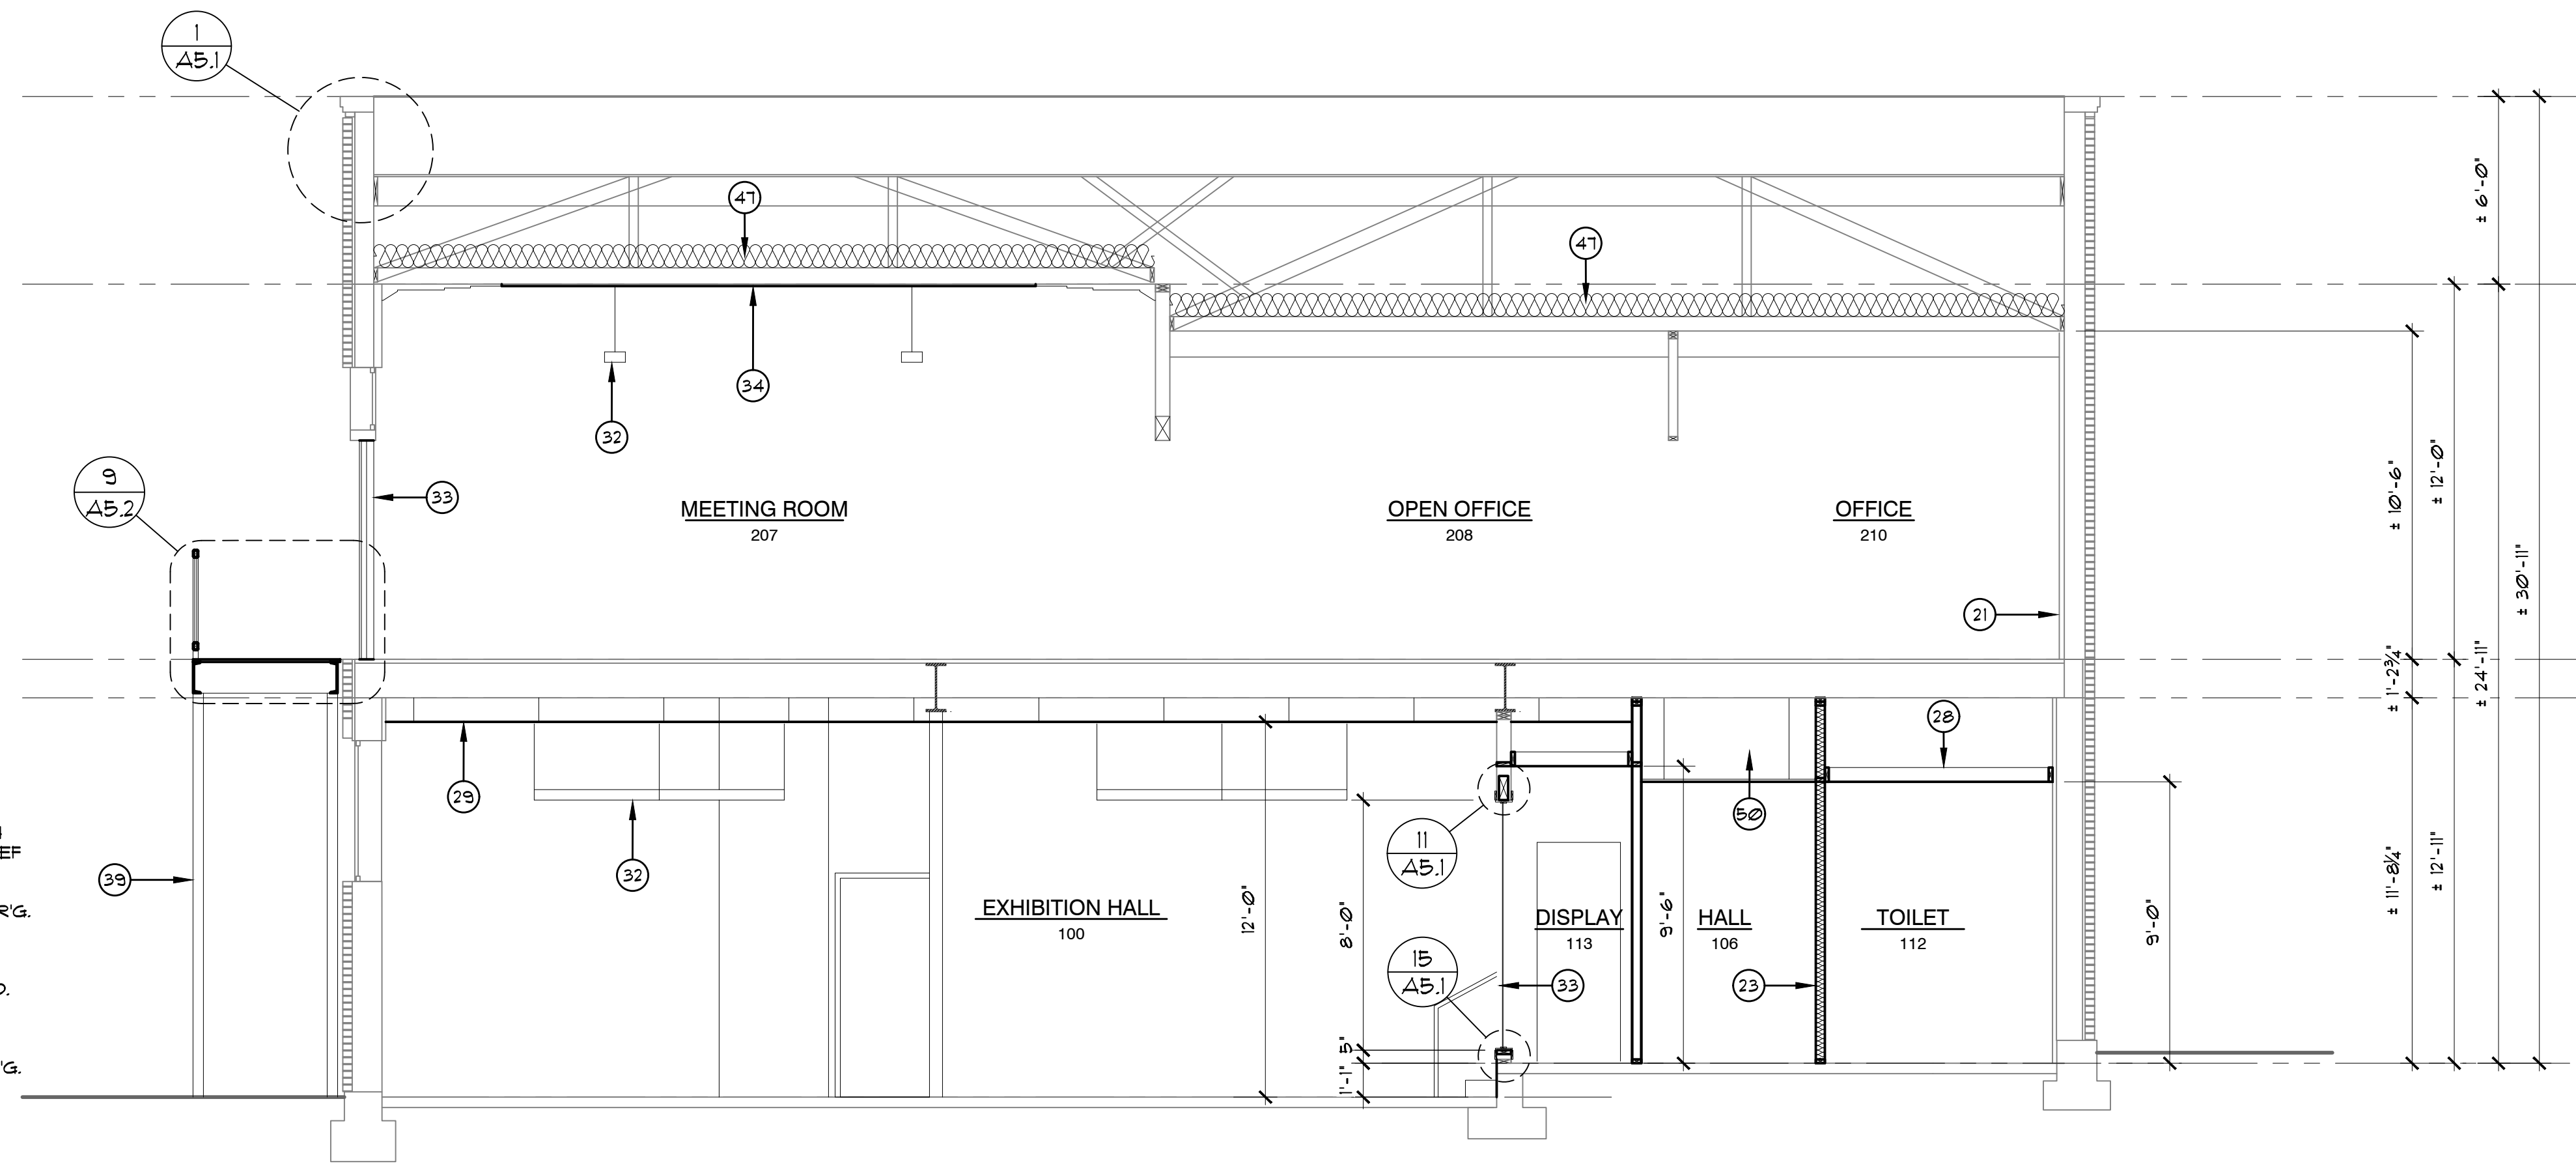 1
A5.1
47
47
± 6'-0"
34
32
9
A5.2
33
MEETING ROOM
207
OPEN OFFICE
208
OFFICE
210
21
± 10'-6"
± 12'-0"
± 30'-11"
± 1'-2¾"
± 24'-11"
29
32
28
50
11
A5.1
39
EXHIBITION HALL
100
12'-0"
8'-0"
DISPLAY
113
9'-6"
HALL
106
TOILET
112
9'-0"
± 11'-8¼"
± 12'-11"
15
A5.1
33
23
5"
1'-1"
R'G.
'G.